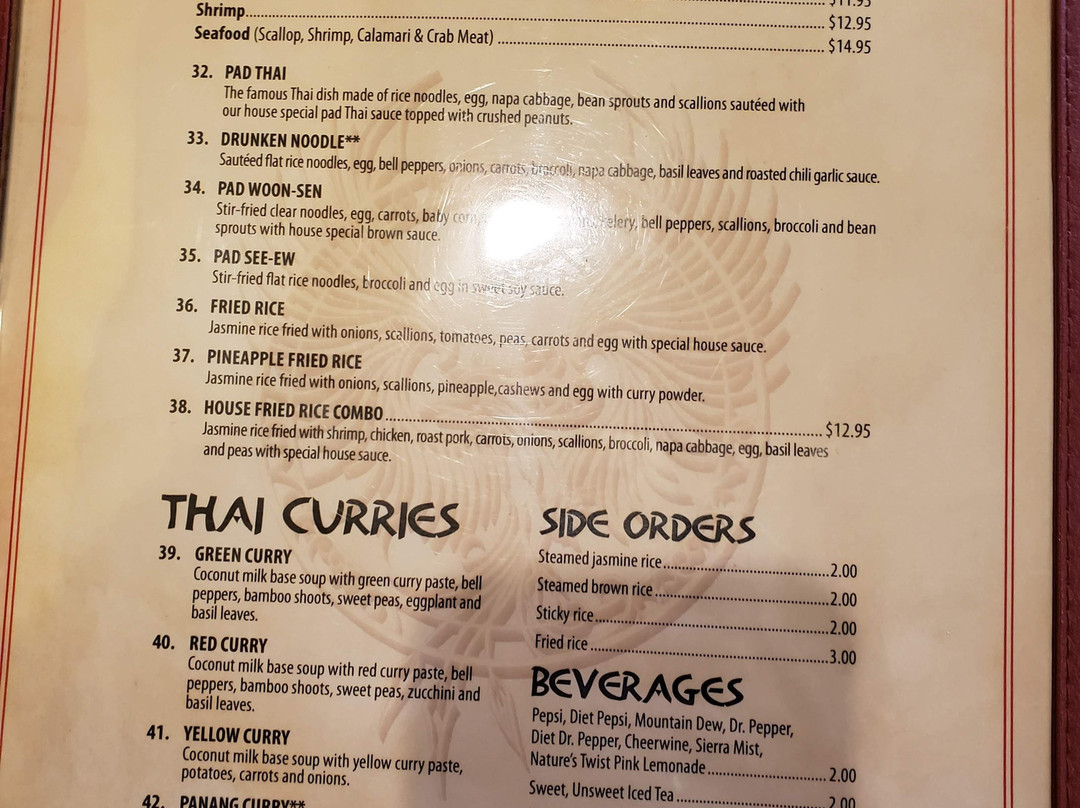 $11.95
Shrimp........ $12.95
Seafood (Scallop, Shrimp, Calamari & Crab Meat) ........ $14.95
32. PAD THAI
The famous Thai dish made of rice noodles, egg, napa cabbage, bean sprouts and scallions sautéed with
our house special pad Thai sauce topped with crushed peanuts.
33. DRUNKEN NOODLE**
Sautéed flat rice noodles, egg, bell peppers, onions, carrots, broccoli, napa cabbage, basil leaves and roasted chili garlic sauce.
34. PAD WOON-SEN
Stir-fried clear noodles, egg, carrots, baby corn, celery, bell peppers, scallions, broccoli and bean
sprouts with house special brown sauce.
35. PAD SEE-EW
Stir-fried flat rice noodles, broccoli and egg in sweet soy sauce.
36. FRIED RICE
Jasmine rice fried with onions, scallions, tomatoes, peas, carrots and egg with special house sauce.
37. PINEAPPLE FRIED RICE
Jasmine rice fried with onions, scallions, pineapple,cashews and egg with curry powder.
38. HOUSE FRIED RICE COMBO........ $12.95
Jasmine rice fried with shrimp, chicken, roast pork, carrots, onions, scallions, broccoli, napa cabbage, egg, basil leaves
and peas with special house sauce.
THAI CURRIES
39. GREEN CURRY
Coconut milk base soup with green curry paste, bell
peppers, bamboo shoots, sweet peas, eggplant and
basil leaves.
40. RED CURRY
Coconut milk base soup with red curry paste, bell
peppers, bamboo shoots, sweet peas, zucchini and
basil leaves.
41. YELLOW CURRY
Coconut milk base soup with yellow curry paste,
potatoes, carrots and onions.
42. PANANG CURRY**
SIDE ORDERS
Steamed jasmine rice........2.00
Steamed brown rice........2.00
Sticky rice........2.00
Fried rice........3.00
BEVERAGES
Pepsi, Diet Pepsi, Mountain Dew, Dr. Pepper,
Diet Dr. Pepper, Cheerwine, Sierra Mist,
Nature's Twist Pink Lemonade........2.00
Sweet, Unsweet Iced Tea........2.00